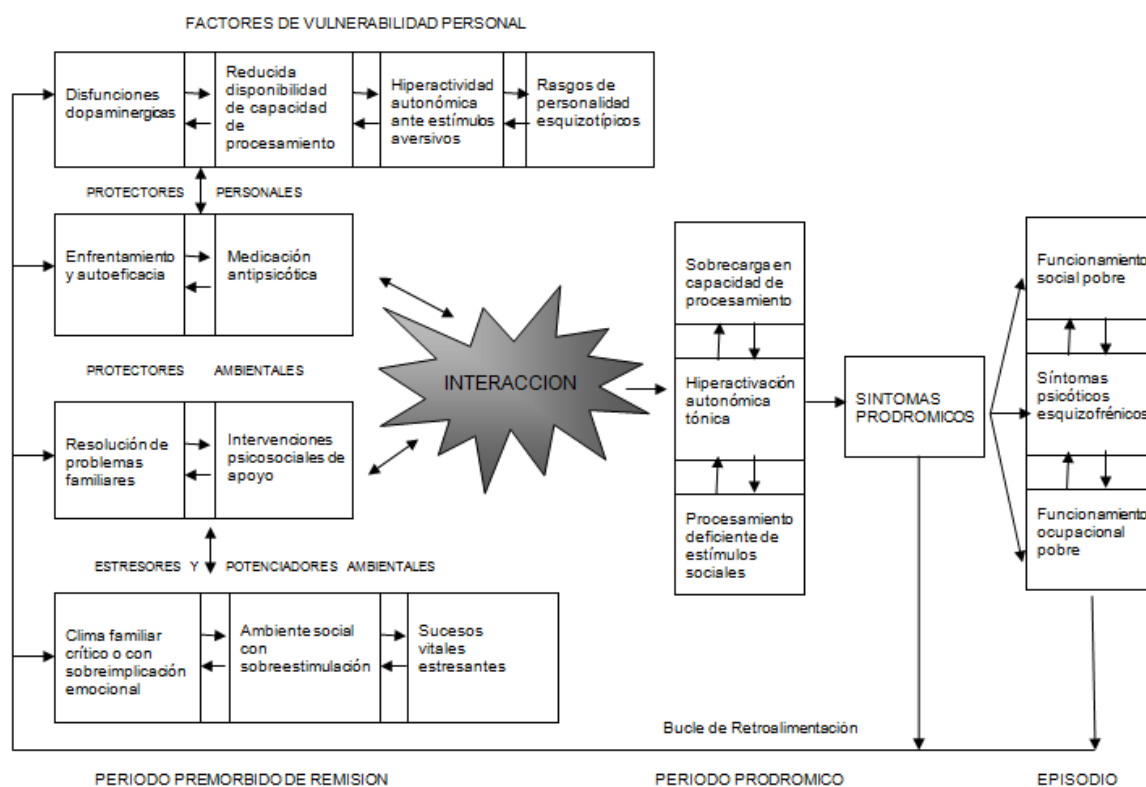 FACTORES DE VULNERABILIDAD PERSONAL
Disfunciones
dopaminergicas
Reducida
disponibilidad
de capacidad
de
procesamiento
Hiperactividad
autonómica
ante estímulos
aversivos
Rasgos de
personalidad
esquizotípicos
PROTECTORES PERSONALES
Enfrentamiento
y autoeficacia
Medicación
antipsicótica
PROTECTORES AMBIENTALES
Resolución de
problemas
familiares
Intervenciones
psicosociales de
apoyo
ESTRESORES Y POTENCIADORES AMBIENTALES
Clima familiar
crítico o con
sobreimplicación
emocional
Ambiente social
con
sobreestimulación
Sucesos
vitales
estresantes
INTERACCION
Sobrecarga en
capacidad de
procesamiento
Hiperactivación
autonómica
tónica
Procesamiento
deficiente de
estímulos
sociales
SINTOMAS
PRODROMICOS
Funcionamiento
social pobre
Síntomas
psicóticos
esquizofrénicos
Funcionamiento
ocupacional
pobre
Bucle de Retroalimentación
PERIODO PREMORBIDO DE REMISION
PERIODO PRODROMICO
EPISODIO